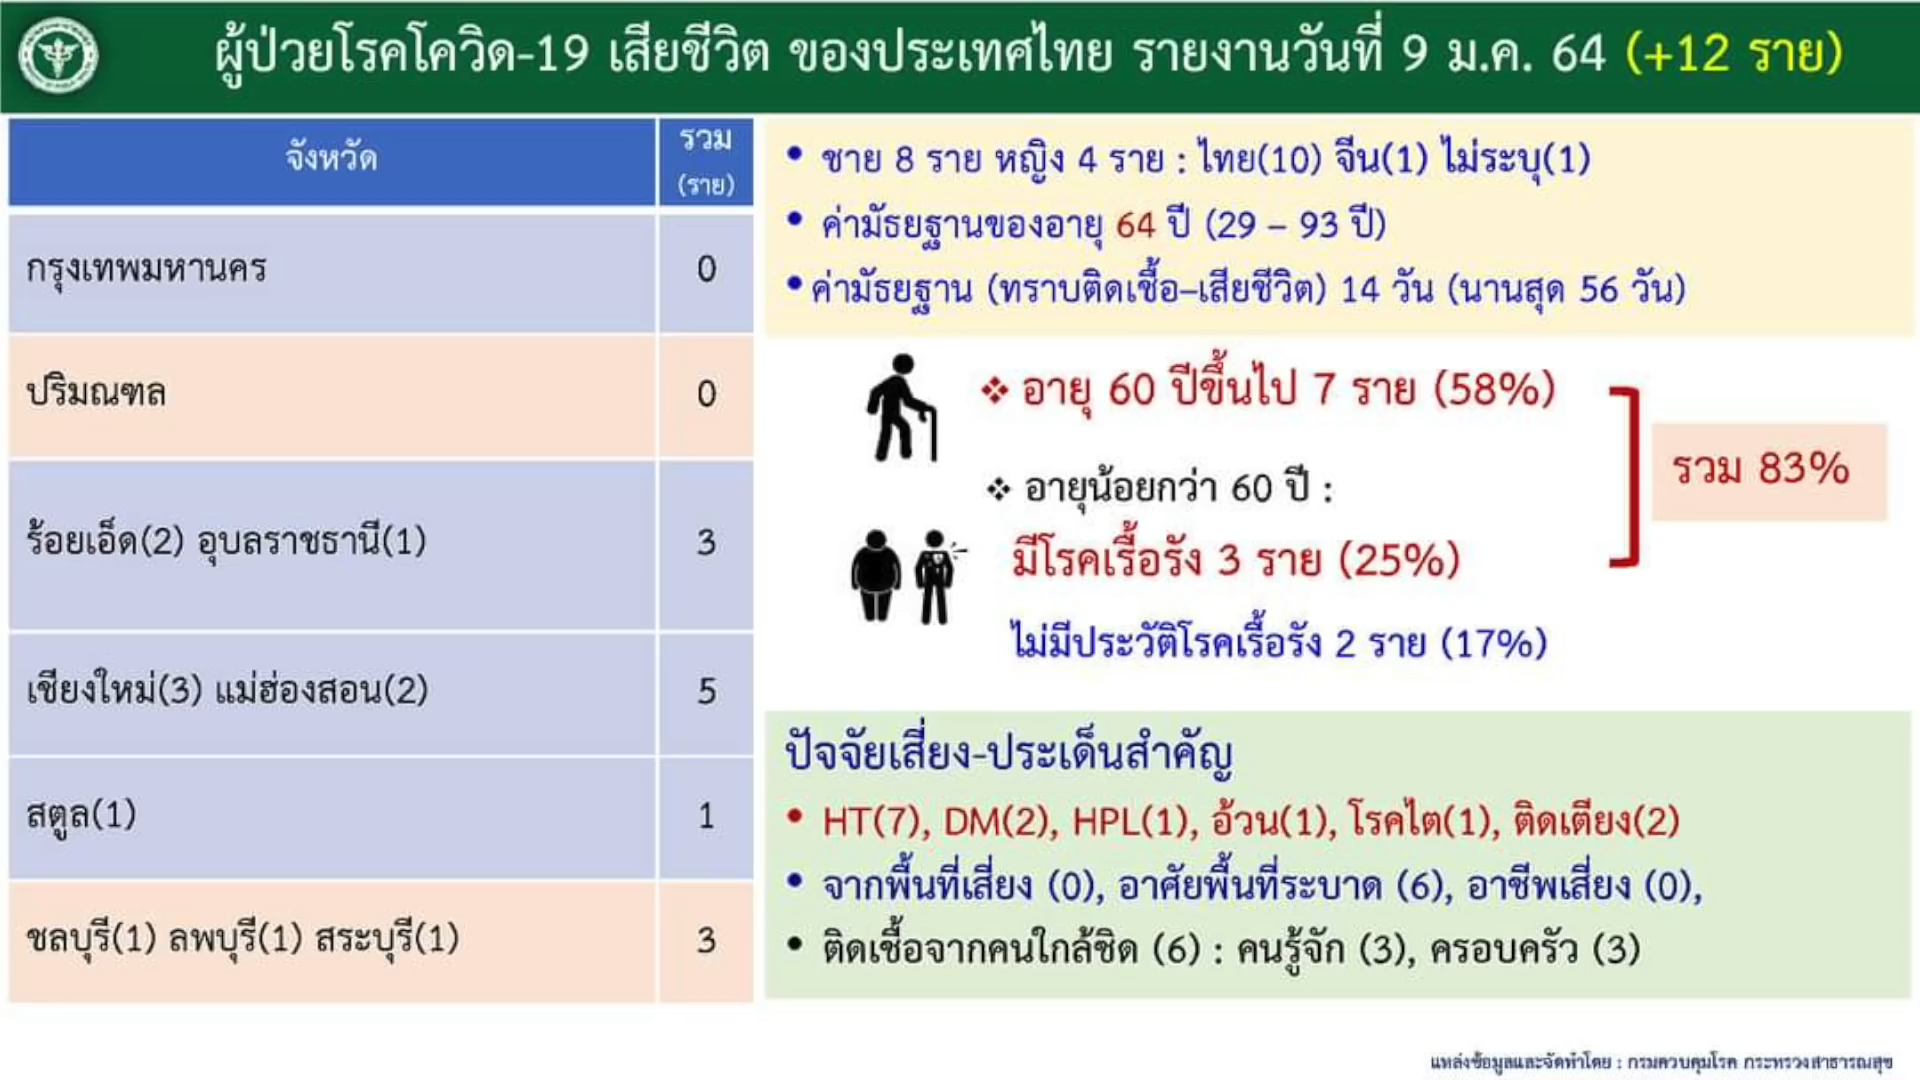 ผู้ป่วยโรคโควิด-19 เสียชีวิต ของประเทศไทย รายงานวันที่ 9 ม.ค. 64 (+12 ราย)
จังหวัด รวม (ราย)
กรุงเทพมหานคร 0
ปริมณฑล 0
ร้อยเอ็ด(2) อุบลราชธานี(1) 3
เชียงใหม่(3) แม่ฮ่องสอน(2) 5
สตูล(1) 1
ชลบุรี(1) ลพบุรี(1) สระบุรี(1) 3
• ชาย 8 ราย หญิง 4 ราย : ไทย(10) จีน(1) ไม่ระบุ(1)
• ค่ามัธยฐานของอายุ 64 ปี (29 – 93 ปี)
• ค่ามัธยฐาน (ทราบติดเชื้อ–เสียชีวิต) 14 วัน (นานสุด 56 วัน)
❖ อายุ 60 ปีขึ้นไป 7 ราย (58%)
❖ อายุน้อยกว่า 60 ปี :
มีโรคเรื้อรัง 3 ราย (25%)
ไม่มีประวัติโรคเรื้อรัง 2 ราย (17%)
รวม 83%
ปัจจัยเสี่ยง-ประเด็นสำคัญ
• HT(7), DM(2), HPL(1), อ้วน(1), โรคไต(1), ติดเตียง(2)
• จากพื้นที่เสี่ยง (0), อาศัยพื้นที่ระบาด (6), อาชีพเสี่ยง (0),
• ติดเชื้อจากคนใกล้ชิด (6) : คนรู้จัก (3), ครอบครัว (3)
แหล่งข้อมูลและจัดทำโดย : กรมควบคุมโรค กระทรวงสาธารณสุข